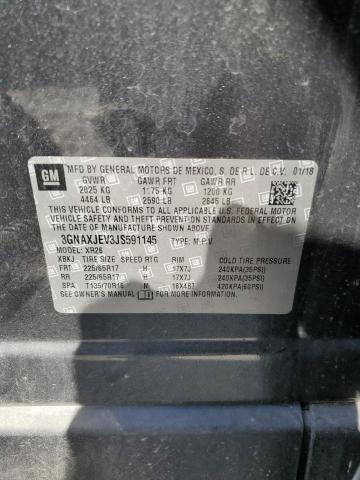 GM MFD BY GENERAL MOTORS DE MEXICO, S. DE R.L. DE C.V. 01/18
GVWR GAWR FRT GAWR RR
2025 KG 1175 KG 1200 KG
4464 LB 2590 LB 2645 LB
THIS VEHICLE CONFORMS TO ALL APPLICABLE U.S. FEDERAL MOTOR
VEHICLE SAFETY AND THEFT PREVENTION STANDARDS IN EFFECT ON
THE DATE OF MANUFACTURE SHOWN ABOVE.
3GNAXJEV3JS591145 TYPE: M.P.V.
XR26
XBKJ TIRE SIZE SPEED RTG RIM COLD TIRE PRESSURE
FRT 225/65R17 H 17X7J 240KPA(35PSI)
RR 225/65R17 H 17X7J 240KPA(35PSI)
SPA T135/70R16 M 16X4BT 420KPA(60PSI)
SEE OWNER'S MANUAL FOR MORE INFORMATION.